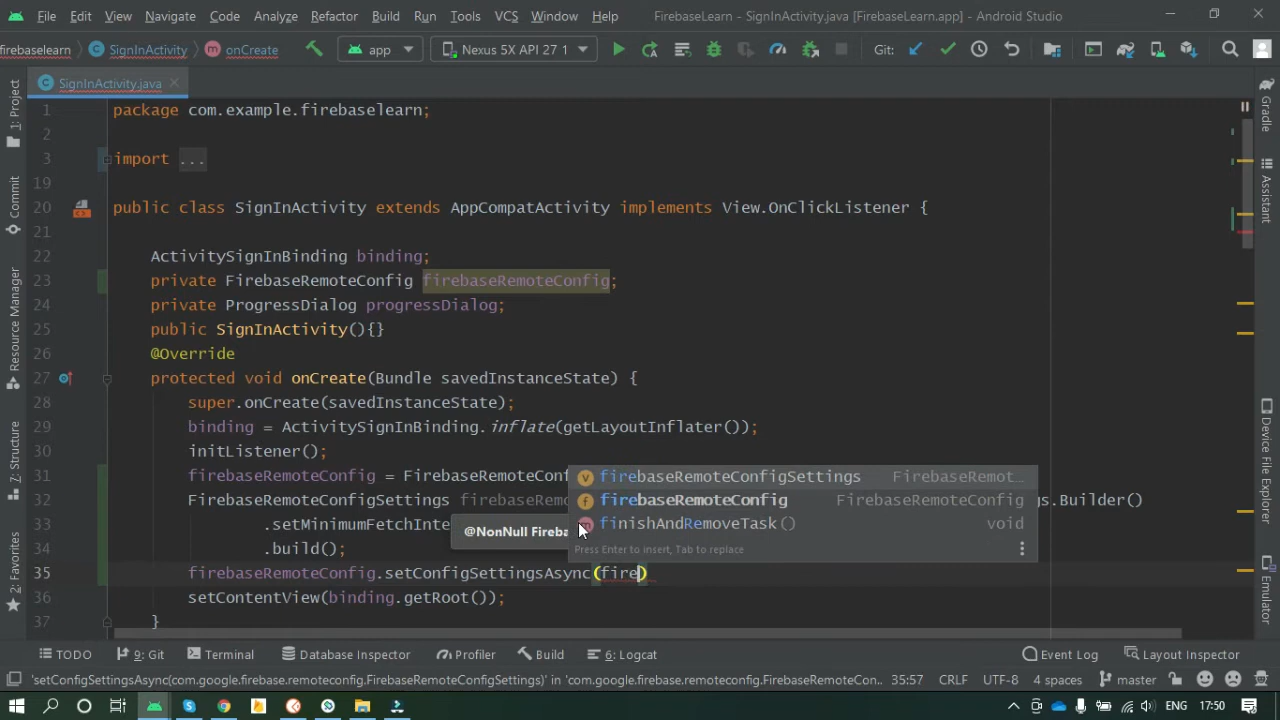 File Edit View Navigate Code Analyze Refactor Build Run Tools VCS Window Help FirebaseLearn - SignInActivity.java [FirebaseLearn.app] - Android Studio
firebaselearn SignInActivity onCreate app Nexus 5X API 27 1 Git:
SignInActivity.java
1 package com.example.firebaselearn;
2
3 import ...
19
20 public class SignInActivity extends AppCompatActivity implements View.OnClickListener {
21
22 ActivitySignInBinding binding;
23 private FirebaseRemoteConfig firebaseRemoteConfig;
24 private ProgressDialog progressDialog;
25 public SignInActivity(){}
26 @Override
27 protected void onCreate(Bundle savedInstanceState) {
28 super.onCreate(savedInstanceState);
29 binding = ActivitySignInBinding.inflate(getLayoutInflater());
30 initListener();
31 firebaseRemoteConfig = FirebaseRemoteConf
32 FirebaseRemoteConfigSettings firebaseRemo gs.Builder()
33 .setMinimumFetchInte
34 .build();
35 firebaseRemoteConfig.setConfigSettingsAsync(fire)
36 setContentView(binding.getRoot());
37 }
firebaseRemoteConfigSettings FirebaseRemot…
firebaseRemoteConfig FirebaseRemoteConfig
finishAndRemoveTask() void
Press Enter to insert, Tab to replace
@NonNull Fireba
1: Project
Commit
Resource Manager
7: Structure
2: Favorites
Gradle
Assistant
Device File Explorer
Emulator
TODO 9: Git Terminal Database Inspector Profiler Build 6: Logcat Event Log Layout Inspector
'setConfigSettingsAsync(com.google.firebase.remoteconfig.FirebaseRemoteConfigSettings)' in 'com.google.firebase.remoteconfig.FirebaseRemoteCon... 35:57 CRLF UTF-8 4 spaces master
17:50